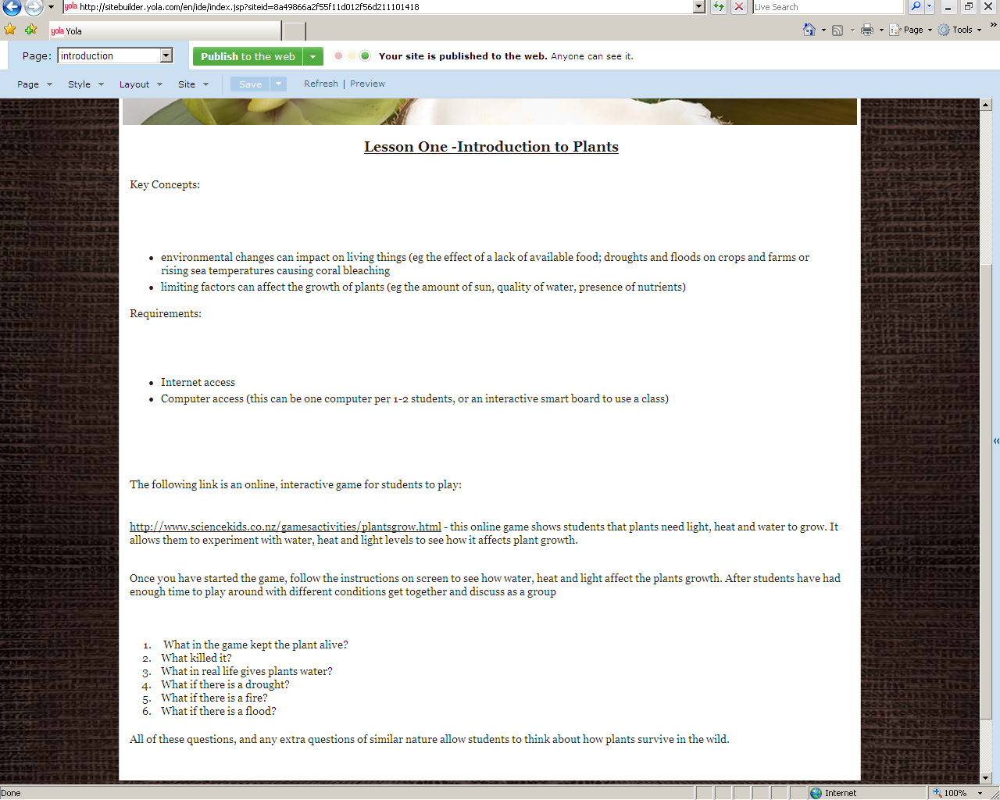 http://sitebuilder.yola.com/en/ide/index.jsp?siteid=8a49866a2f55f11d012f56d211101418
Live Search
yola Yola
Page Tools »
Page: introduction Publish to the web Your site is published to the web. Anyone can see it.
Page Style Layout Site Save Refresh | Preview
Lesson One -Introduction to Plants
Key Concepts:
• environmental changes can impact on living things (eg the effect of a lack of available food; droughts and floods on crops and farms or
rising sea temperatures causing coral bleaching
• limiting factors can affect the growth of plants (eg the amount of sun, quality of water, presence of nutrients)
Requirements:
• Internet access
• Computer access (this can be one computer per 1-2 students, or an interactive smart board to use a class)
The following link is an online, interactive game for students to play:
http://www.sciencekids.co.nz/gamesactivities/plantsgrow.html - this online game shows students that plants need light, heat and water to grow. It
allows them to experiment with water, heat and light levels to see how it affects plant growth.
Once you have started the game, follow the instructions on screen to see how water, heat and light affect the plants growth. After students have had
enough time to play around with different conditions get together and discuss as a group
1. What in the game kept the plant alive?
2. What killed it?
3. What in real life gives plants water?
4. What if there is a drought?
5. What if there is a fire?
6. What if there is a flood?
All of these questions, and any extra questions of similar nature allow students to think about how plants survive in the wild.
Done Internet 100%